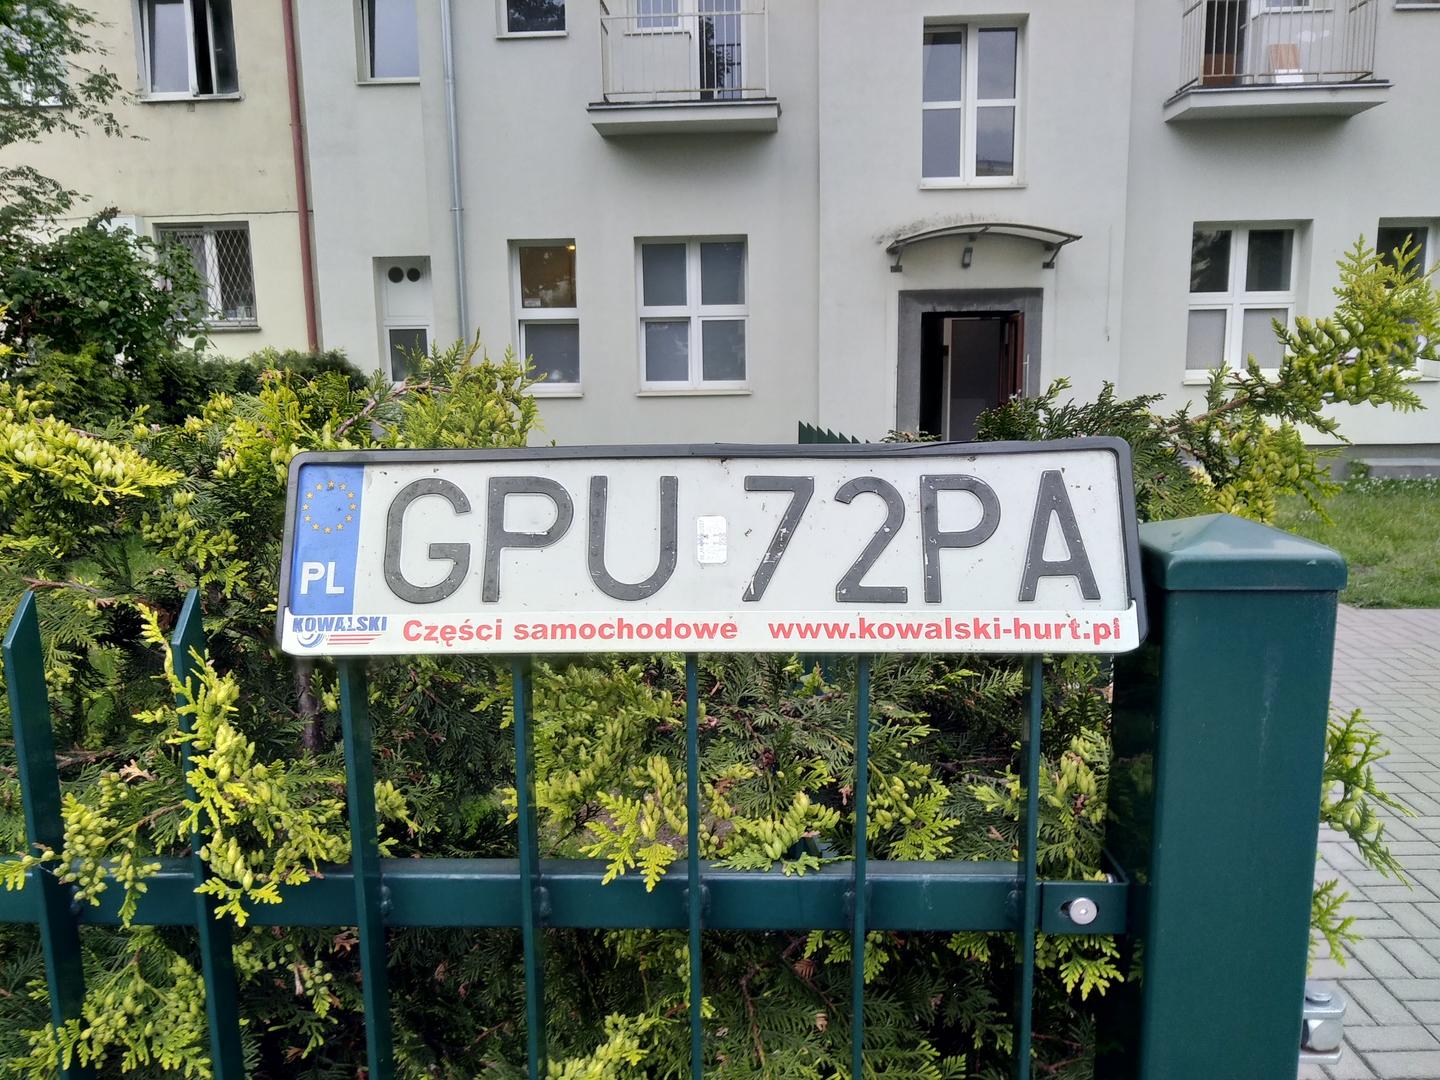 PL
GPU 72PA
KOWALSKI Części samochodowe www.kowalski-hurt.pl